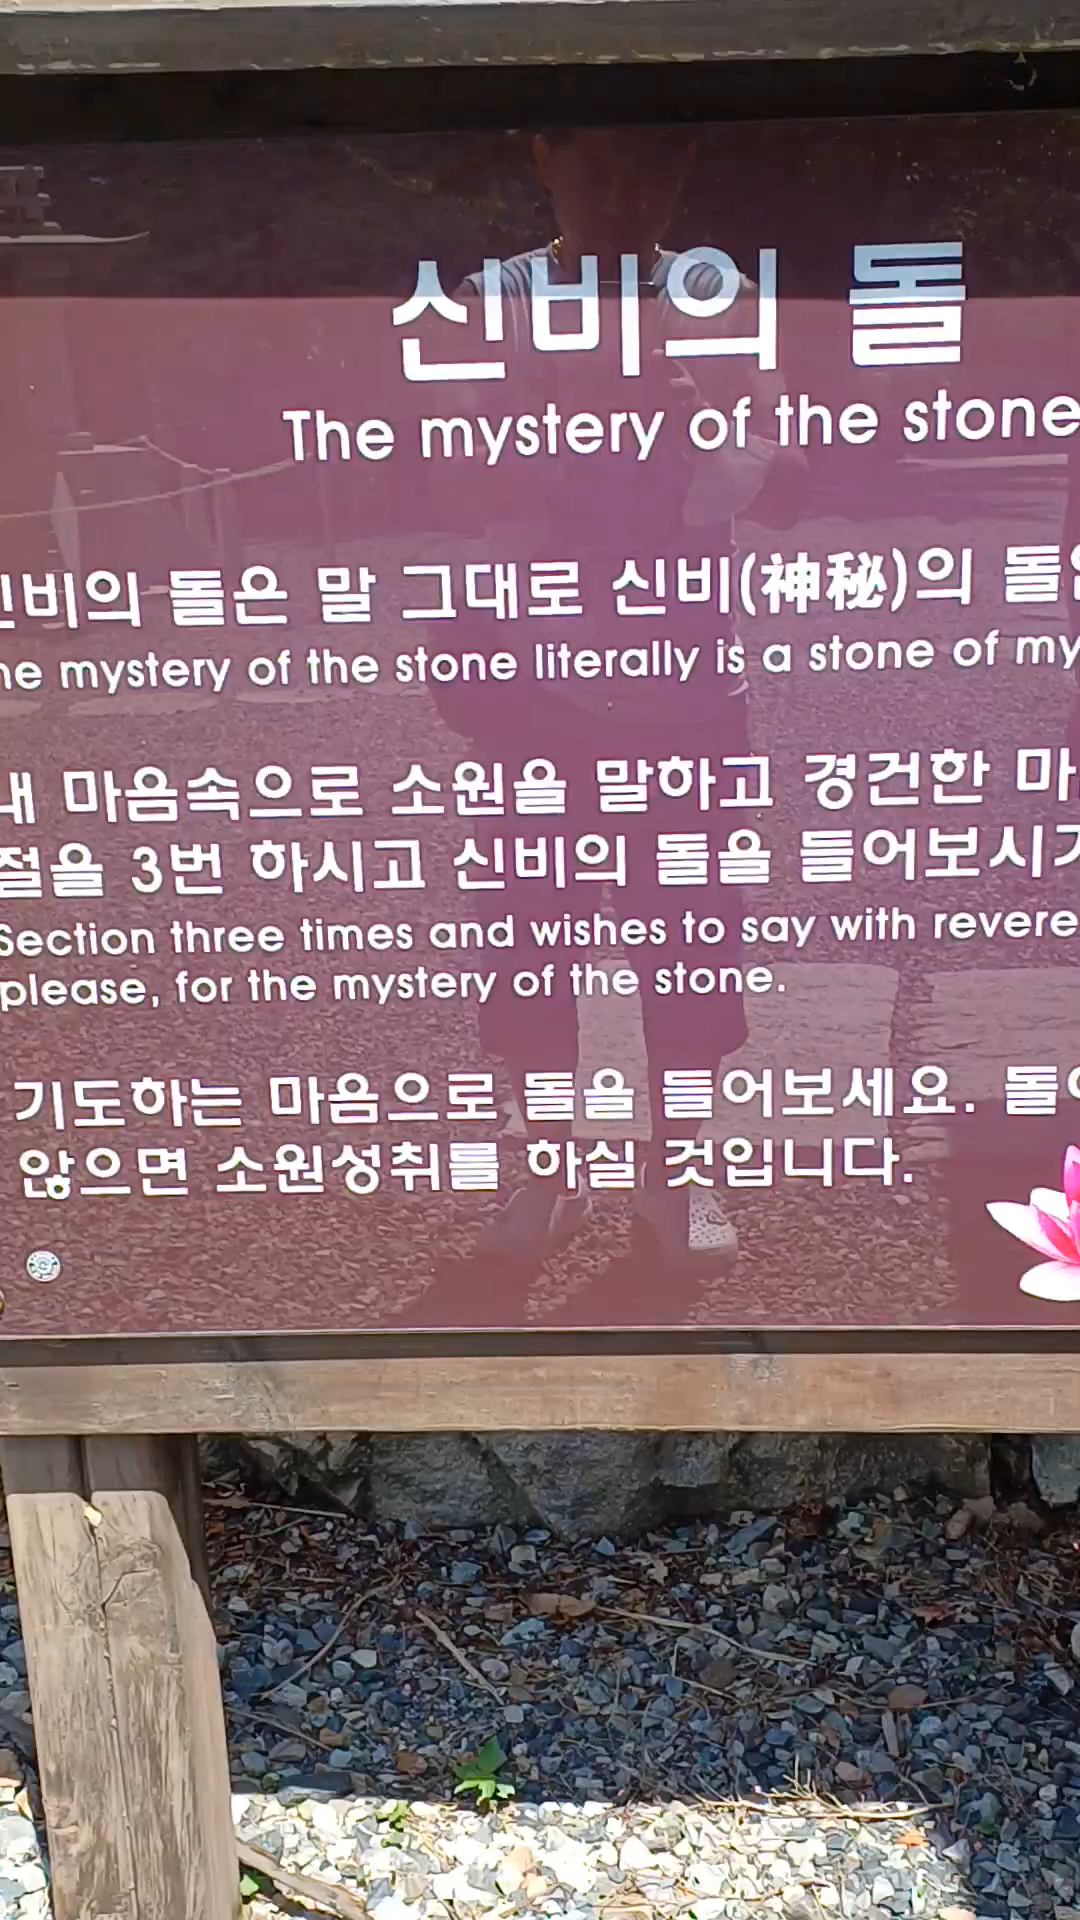 신비의 돌
The mystery of the stone
신비의 돌은 말 그대로 신비(神秘)의 돌
he mystery of the stone literally is a stone of my
내 마음속으로 소원을 말하고 경건한 마
절을 3번 하시고 신비의 돌을 들어보시
Section three times and wishes to say with revere
please, for the mystery of the stone.
기도하는 마음으로 돌을 들어보세요. 돌
않으면 소원성취를 하실 것입니다.